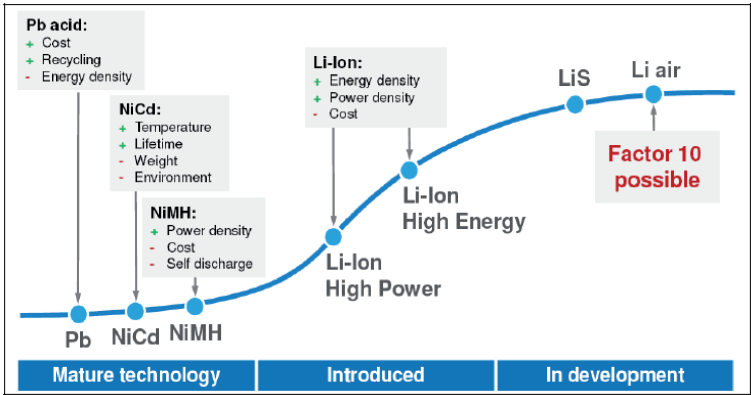 Pb acid:
+ Cost
+ Recycling
- Energy density
NiCd:
+ Temperature
+ Lifetime
- Weight
- Environment
NiMH:
+ Power density
- Cost
- Self discharge
Li-Ion:
+ Energy density
+ Power density
- Cost
LiS
Li air
Factor 10
possible
Li-Ion
High Energy
Li-Ion
High Power
Pb
NiCd
NiMH
Mature technology
Introduced
In development